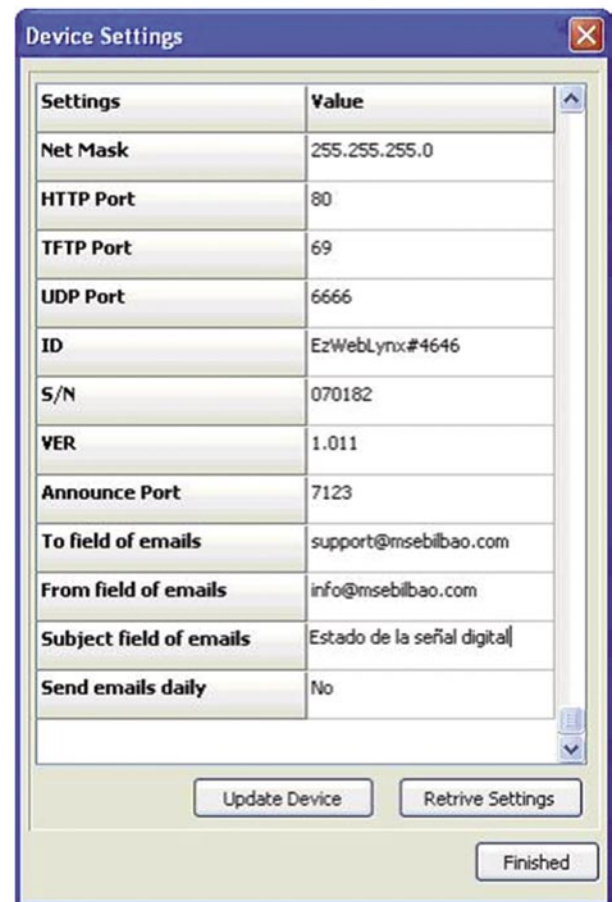 Device Settings
Settings Value
Net Mask 255.255.255.0
HTTP Port 80
TFTP Port 69
UDP Port 6666
ID EzWebLynx#4646
S/N 070182
VER 1.011
Announce Port 7123
To field of emails support@msebilbao.com
From field of emails info@msebilbao.com
Subject field of emails Estado de la señal digital
Send emails daily No
Update Device Retrive Settings
Finished